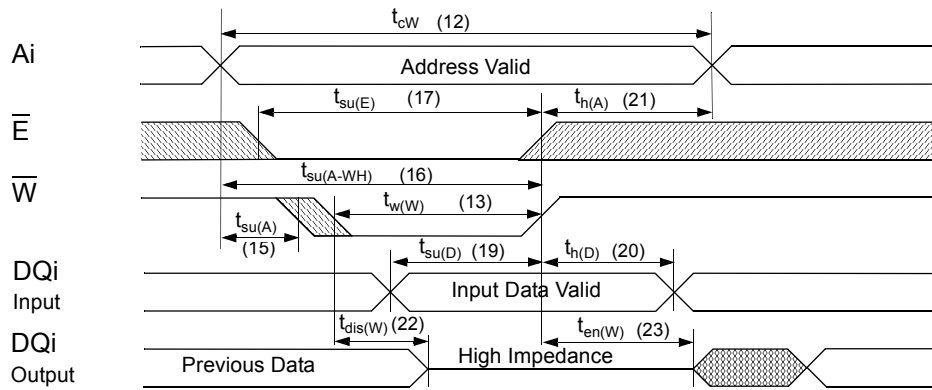 t_cW (12)
Ai
Address Valid
t_su(E) (17)
t_h(A) (21)
E̅
t_su(A-WH) (16)
W̅
t_w(W) (13)
t_su(A)
(15)
t_su(D) (19)
t_h(D) (20)
DQi
Input
Input Data Valid
t_dis(W) (22)
t_en(W) (23)
DQi
Output
Previous Data
High Impedance